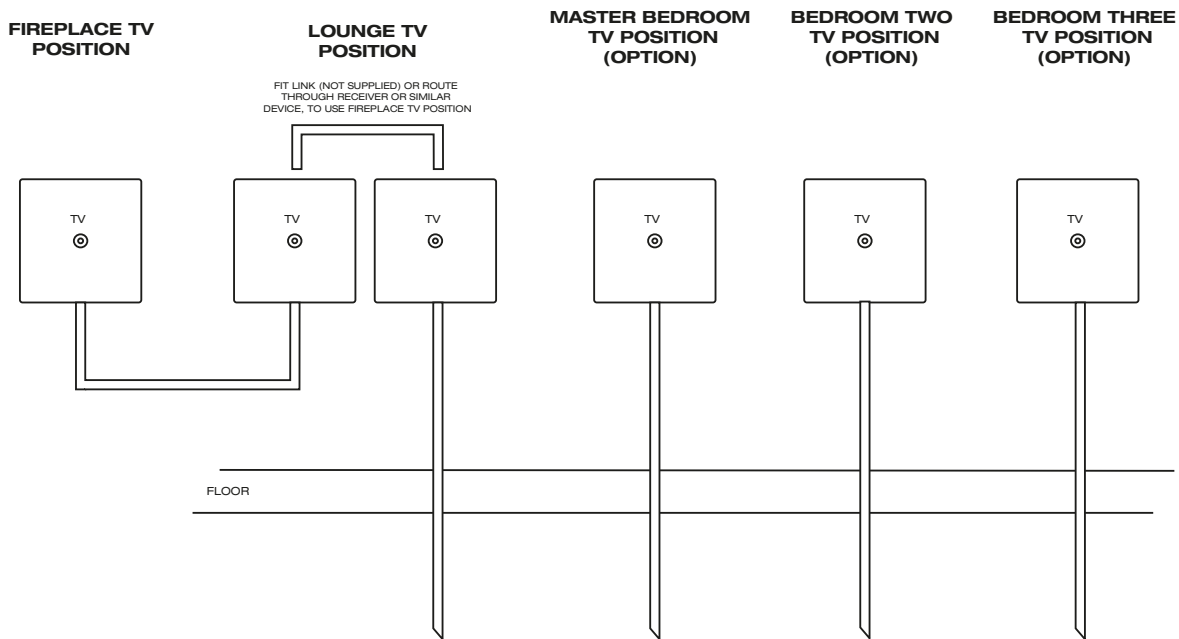 FIREPLACE TV
POSITION
LOUNGE TV
POSITION
MASTER BEDROOM
TV POSITION
(OPTION)
BEDROOM TWO
TV POSITION
(OPTION)
BEDROOM THREE
TV POSITION
(OPTION)
FIT LINK (NOT SUPPLIED) OR ROUTE
THROUGH RECEIVER OR SIMILAR
DEVICE, TO USE FIREPLACE TV POSITION
TV
TV
TV
TV
TV
TV
FLOOR